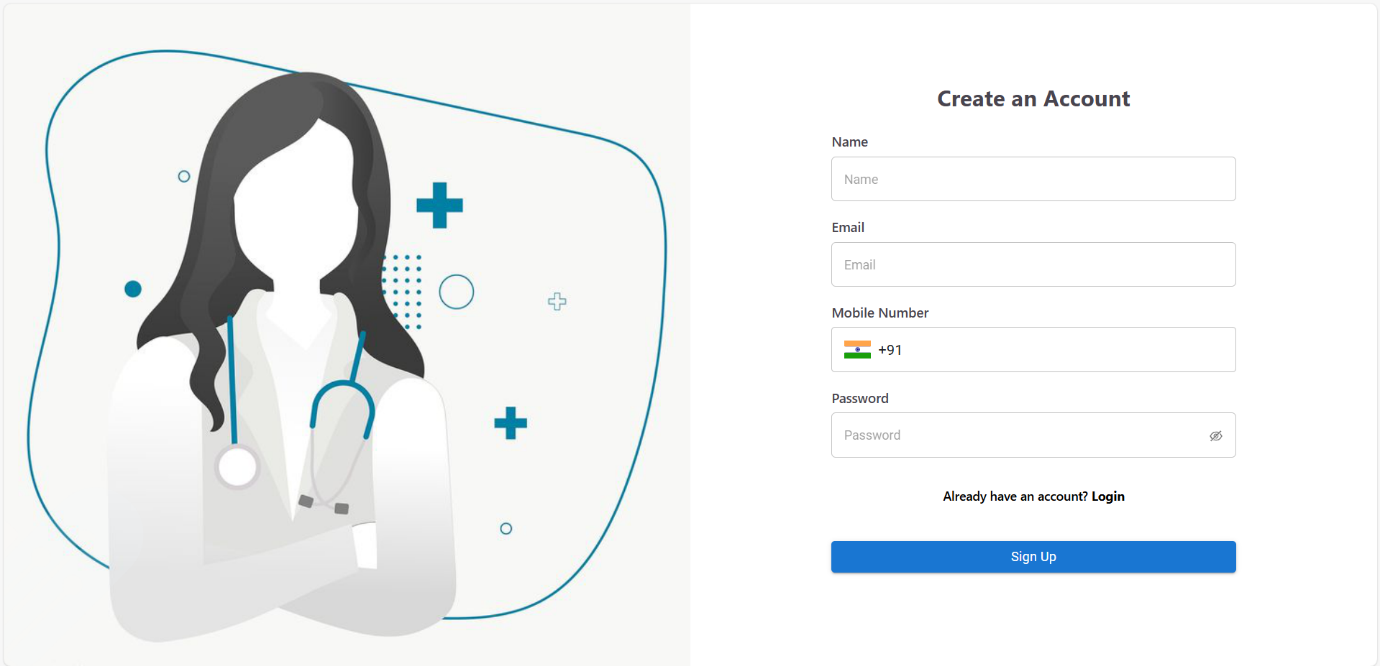 Create an Account
Name
Name
Email
Email
Mobile Number
+91
Password
Password
Already have an account? Login
Sign Up